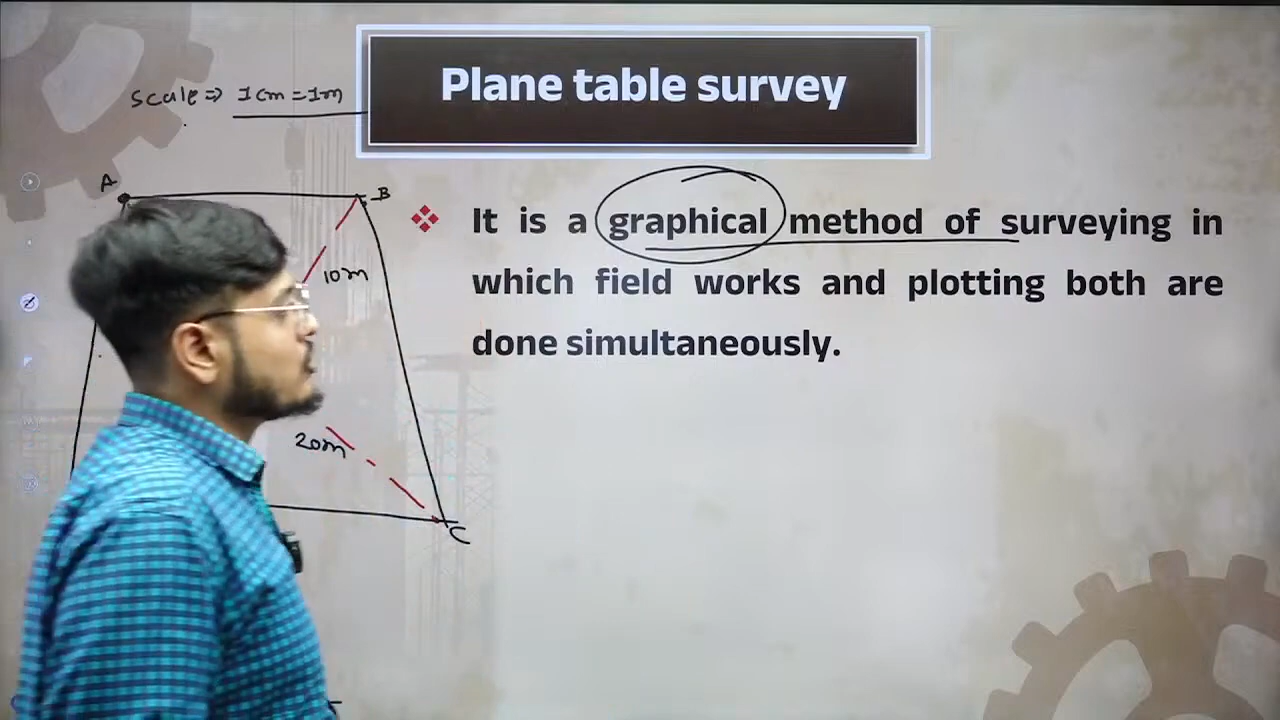 Plane table survey
scale⇒ 1cm=1m
A
B
10m
20m
C
❖ It is a graphical method of surveying in
which field works and plotting both are
done simultaneously.